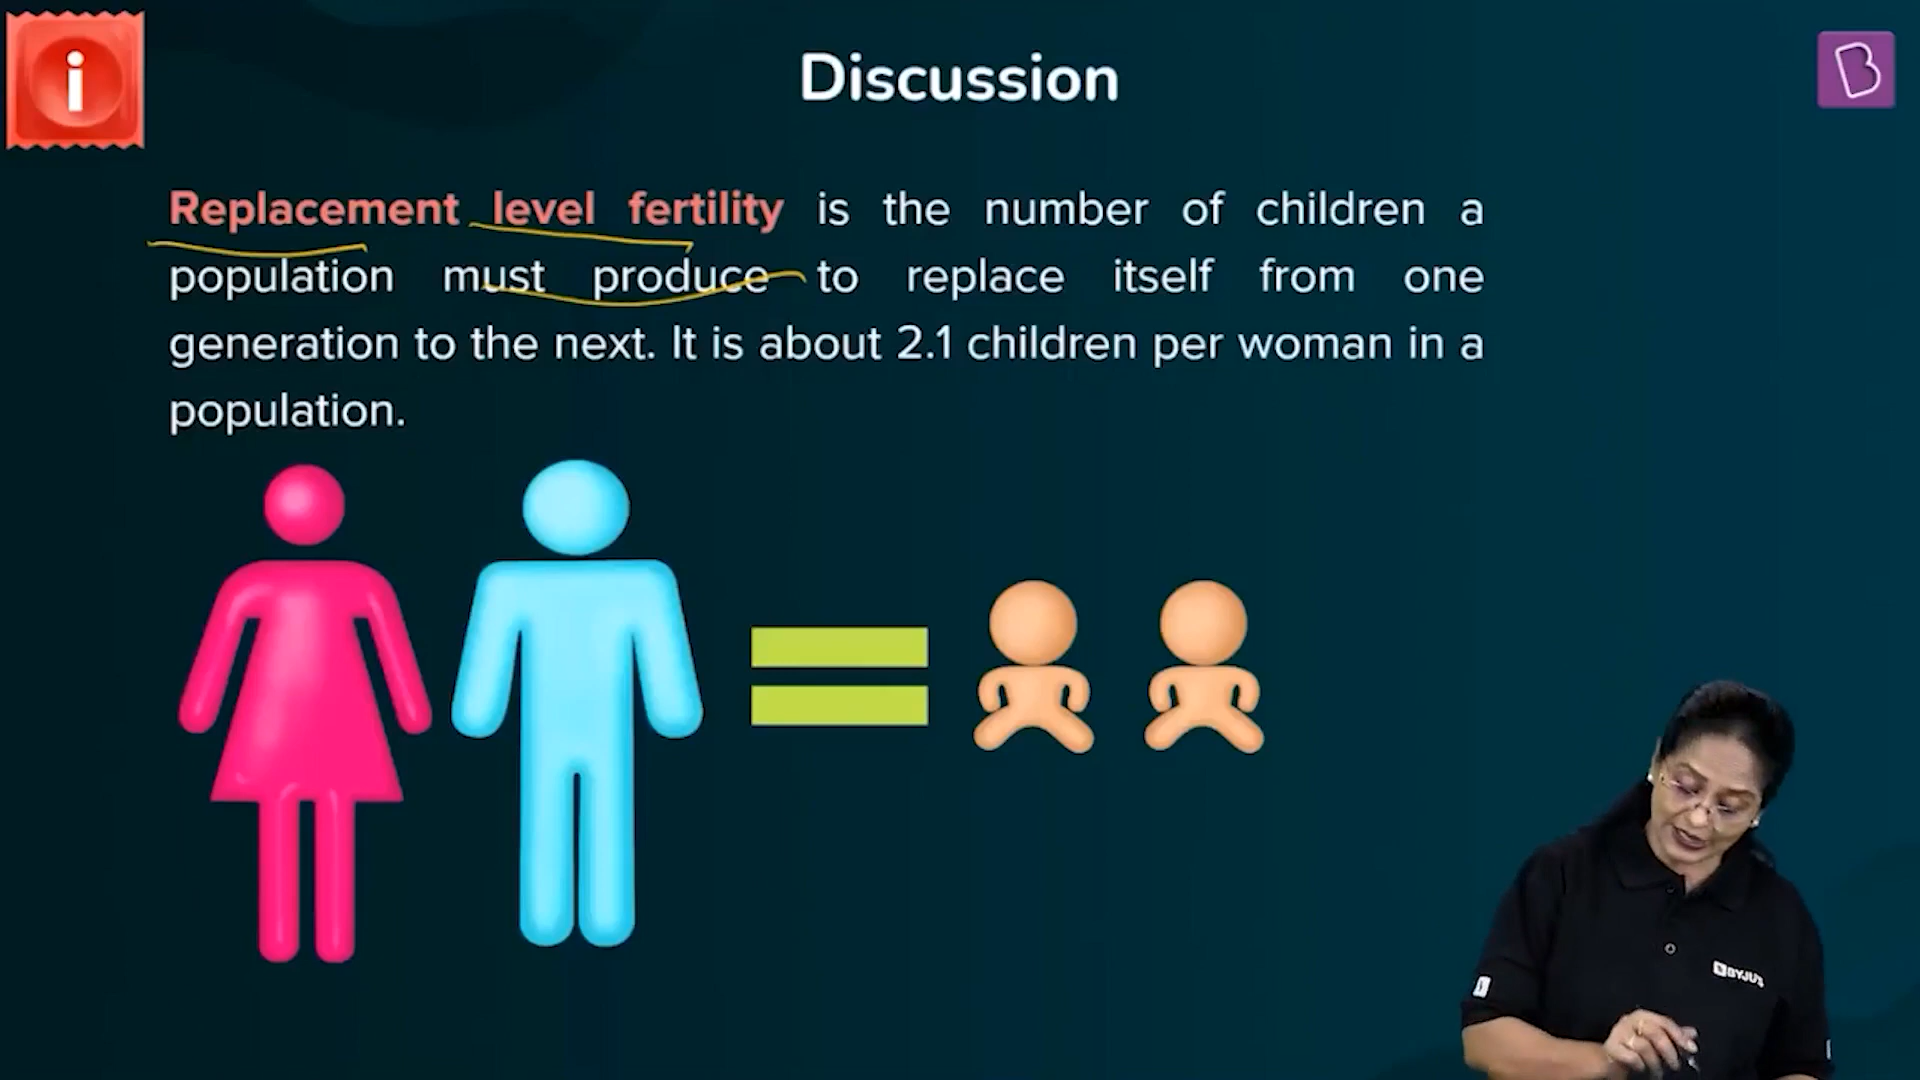 i
Discussion
B
Replacement level fertility is the number of children a
population must produce to replace itself from one
generation to the next. It is about 2.1 children per woman in a
population.
BYJU'S